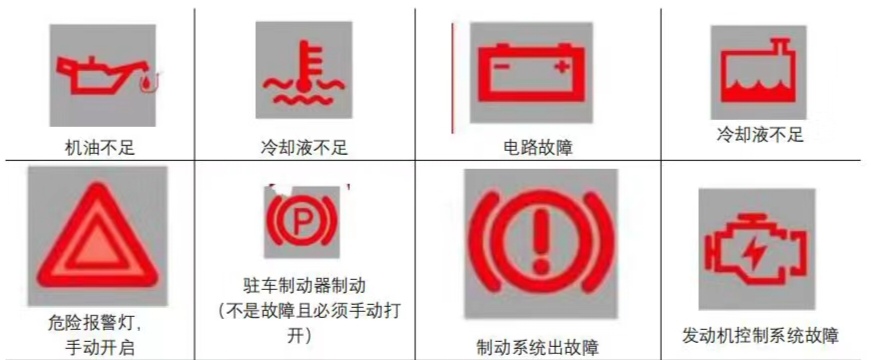 机油不足
冷却液不足
电路故障
冷却液不足
危险报警灯，
手动开启
P
驻车制动器制动
（不是故障且必须手动打
开）
制动系统出故障
发动机控制系统故障